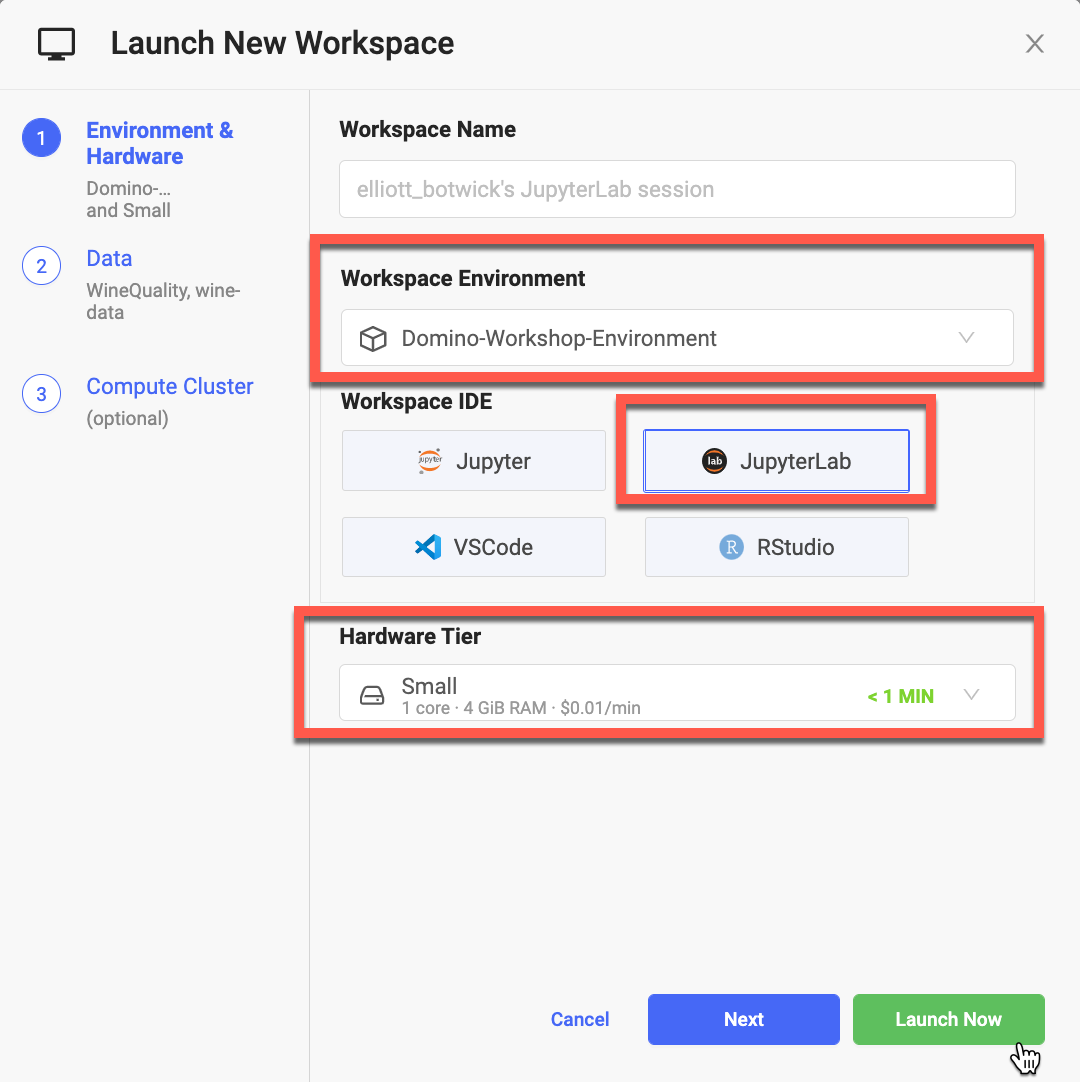 Launch New Workspace
1
Environment &
Hardware
Domino-...
and Small
2
Data
WineQuality, wine-
data
3
Compute Cluster
(optional)
Workspace Name
elliott_botwick's JupyterLab session
Workspace Environment
Domino-Workshop-Environment
Workspace IDE
jupyter Jupyter
lab JupyterLab
VSCode
R RStudio
Hardware Tier
Small
1 core · 4 GiB RAM · $0.01/min
< 1 MIN
Cancel
Next
Launch Now